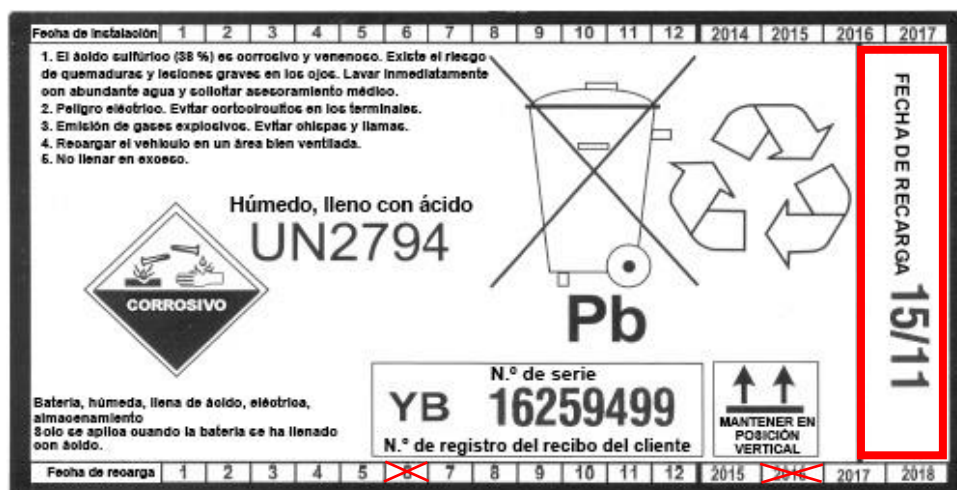 Fecha de Instalación 1 2 3 4 5 6 7 8 9 10 11 12 2014 2015 2016 2017
1. El ácido sulfúrico (38 %) es corrosivo y venenoso. Existe el riesgo
de quemaduras y lesiones graves en los ojos. Lavar inmediatamente
con abundante agua y solicitar asesoramiento médico.
2. Peligro eléctrico. Evitar cortocircuitos en los terminales.
3. Emisión de gases explosivos. Evitar chispas y llamas.
4. Recargar el vehículo en un área bien ventilada.
5. No llenar en exceso.
Húmedo, lleno con ácido
UN2794
CORROSIVO
Pb
FECHA DE RECARGA 15/11
N.º de serie
YB 16259499
N.º de registro del recibo del cliente
MANTENER EN
POSICIÓN
VERTICAL
Batería, húmeda, llena de ácido, eléctrica,
almacenamiento
Solo se aplica cuando la batería se ha llenado
con ácido.
Fecha de recarga 1 2 3 4 5 6 7 8 9 10 11 12 2015 2016 2017 2018